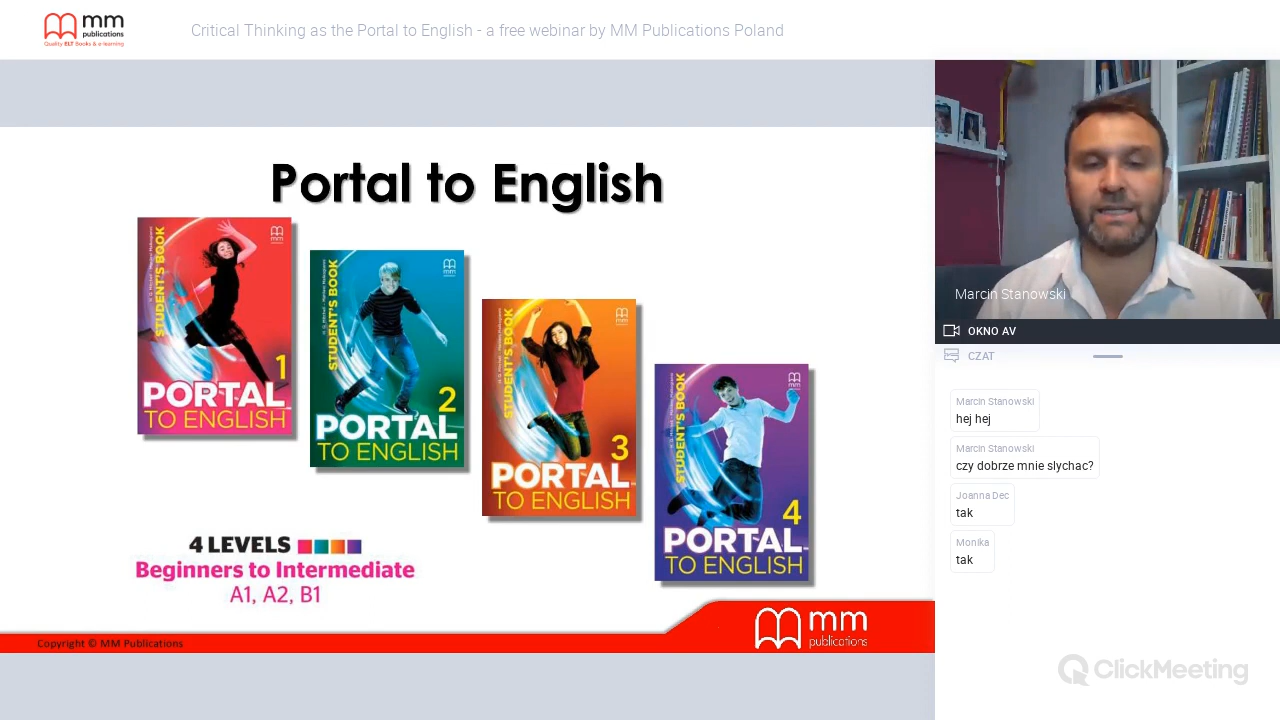 mm
publications
Quality ELT Books & e-learning
Critical Thinking as the Portal to English - a free webinar by MM Publications Poland
Portal to English
STUDENT'S BOOK
mm
1
PORTAL
TO ENGLISH
STUDENT'S BOOK
mm
2
PORTAL
TO ENGLISH
STUDENT'S BOOK
mm
3
PORTAL
TO ENGLISH
STUDENT'S BOOK
mm
4
PORTAL
TO ENGLISH
4 LEVELS
Beginners to Intermediate
A1, A2, B1
Copyright © MM Publications
mm
publications
Marcin Stanowski
OKNO AV
CZAT
Marcin Stanowski
hej hej
Marcin Stanowski
czy dobrze mnie slychac?
Joanna Dec
tak
Monika
tak
ClickMeeting